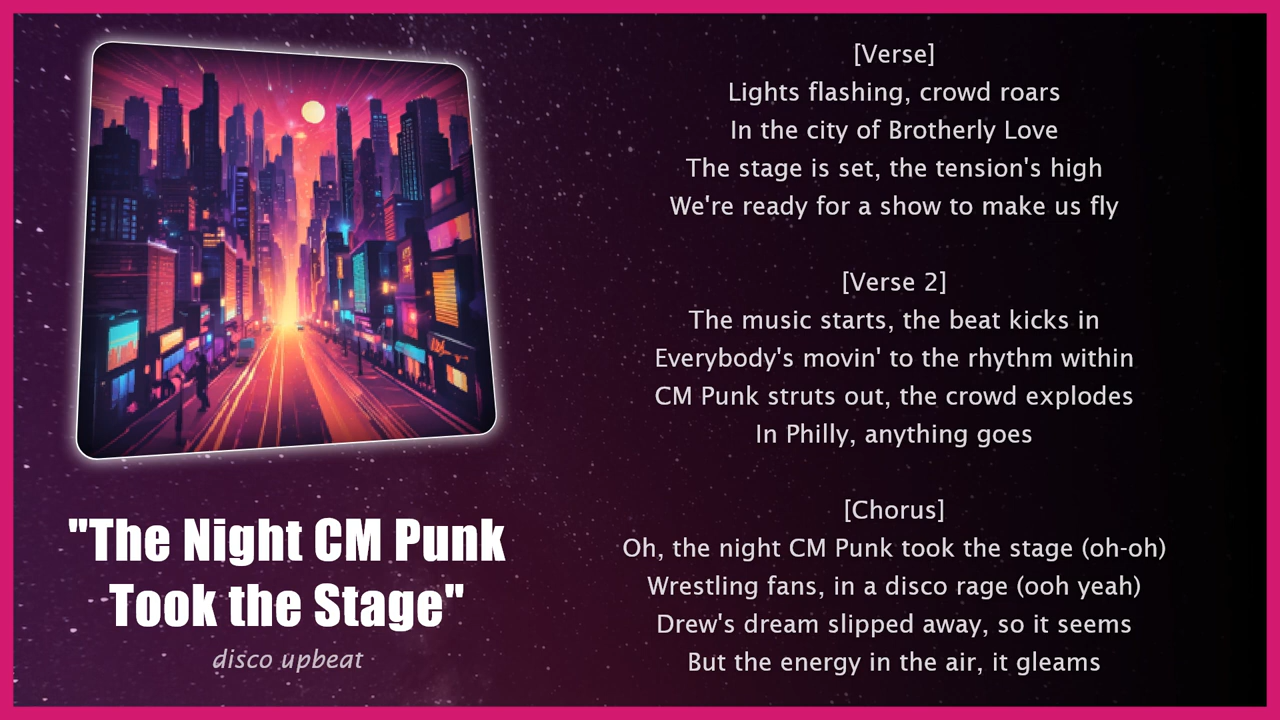 "The Night CM Punk
Took the Stage"
disco upbeat
[Verse]
Lights flashing, crowd roars
In the city of Brotherly Love
The stage is set, the tension's high
We're ready for a show to make us fly
[Verse 2]
The music starts, the beat kicks in
Everybody's movin' to the rhythm within
CM Punk struts out, the crowd explodes
In Philly, anything goes
[Chorus]
Oh, the night CM Punk took the stage (oh-oh)
Wrestling fans, in a disco rage (ooh yeah)
Drew's dream slipped away, so it seems
But the energy in the air, it gleams